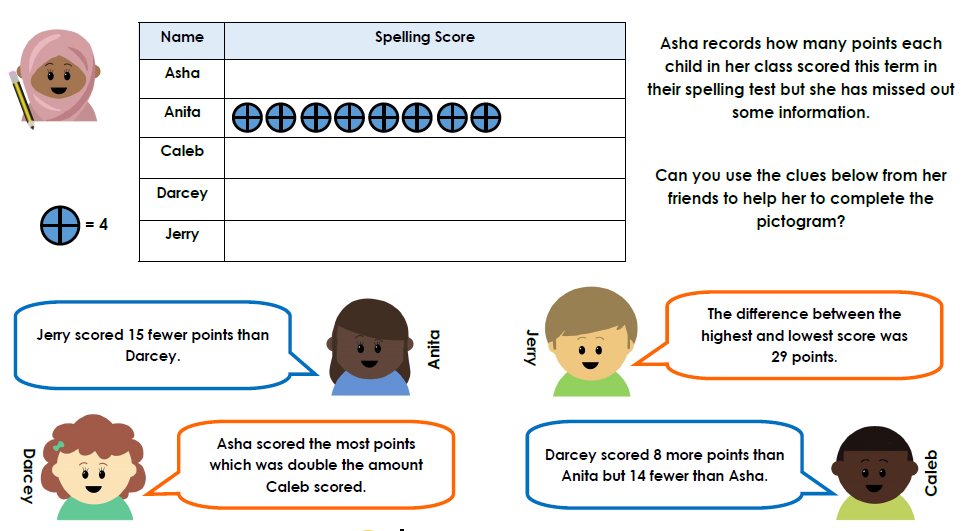 Name Spelling Score
Asha
Anita
Caleb
Darcey
Jerry
= 4
Asha records how many points each
child in her class scored this term in
their spelling test but she has missed out
some information.
Can you use the clues below from her
friends to help her to complete the
pictogram?
Jerry scored 15 fewer points than
Darcey.
Anita
Jerry
The difference between the
highest and lowest score was
29 points.
Darcey
Asha scored the most points
which was double the amount
Caleb scored.
Darcey scored 8 more points than
Anita but 14 fewer than Asha.
Caleb